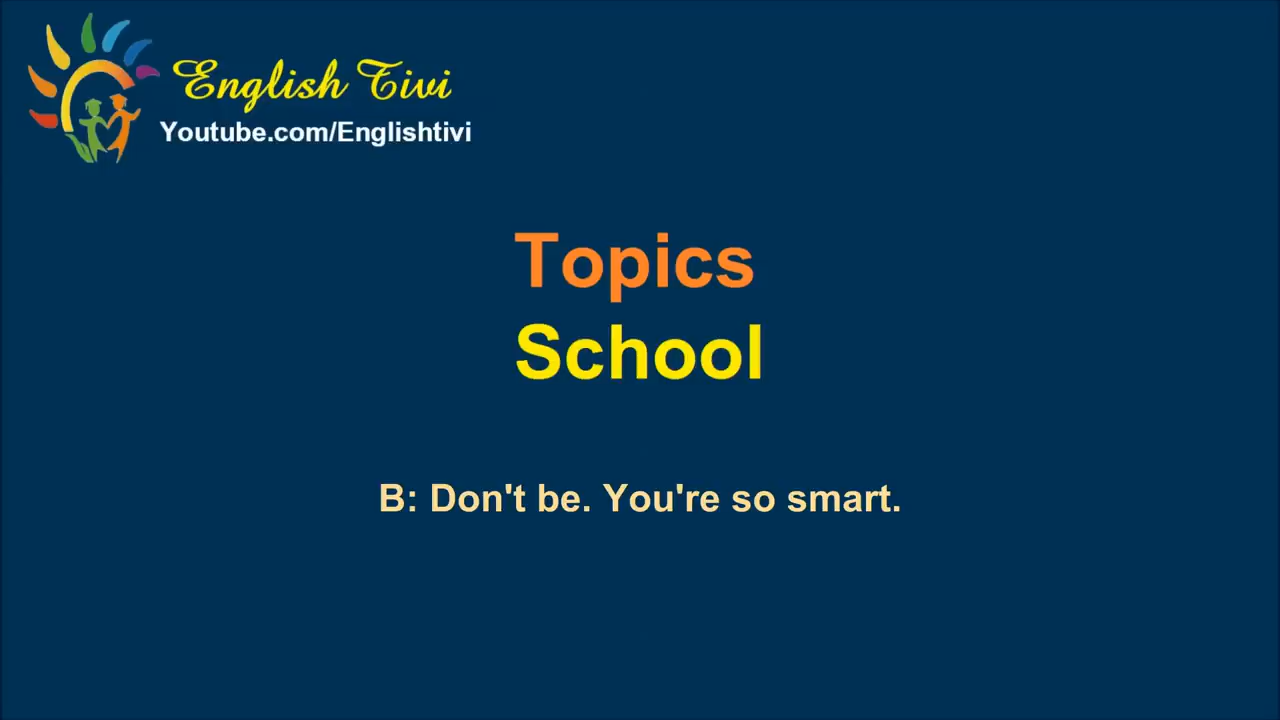 English Tivi
Youtube.com/Englishtivi
Topics
School
B: Don't be. You're so smart.